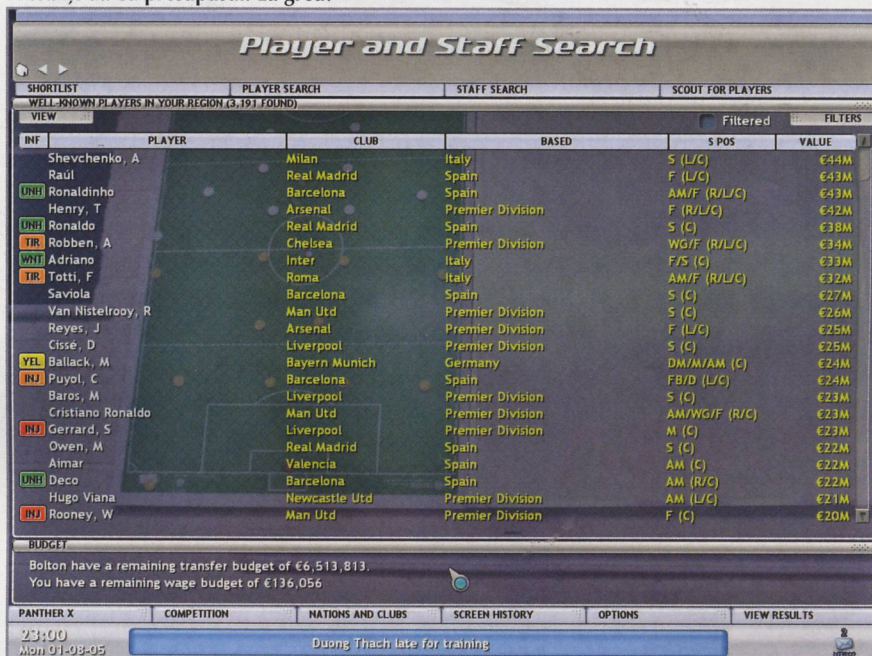 Player and Staff Search
SHORTLIST PLAYER SEARCH STAFF SEARCH SCOUT FOR PLAYERS
WELL-KNOWN PLAYERS IN YOUR REGION (3,191 FOUND)
VIEW Filtered FILTERS
INF PLAYER CLUB BASED S POS VALUE
Shevchenko, A Milan Italy S (L/C) €44M
Raúl Real Madrid Spain F (L/C) €43M
UNH Ronaldinho Barcelona Spain AM/F (R/L/C) €43M
Henry, T Arsenal Premier Division F (R/L/C) €42M
UNH Ronaldo Real Madrid Spain S (C) €38M
TIR Robben, A Chelsea Premier Division WG/F (R/L/C) €34M
WNT Adriano Inter Italy F/S (C) €33M
TIR Totti, F Roma Italy AM/F (R/L/C) €32M
Saviola Barcelona Spain S (C) €27M
Van Nistelrooy, R Man Utd Premier Division S (C) €26M
Reyes, J Arsenal Premier Division F (L/C) €25M
Cissé, D Liverpool Premier Division S (C) €25M
YEL Ballack, M Bayern Munich Germany DM/M/AM (C) €24M
INJ Puyol, C Barcelona Spain FB/D (L/C) €24M
Baros, M Liverpool Premier Division S (C) €23M
Cristiano Ronaldo Man Utd Premier Division AM/WG/F (R/C) €23M
INJ Gerrard, S Liverpool Premier Division M (C) €23M
Owen, M Real Madrid Spain S (C) €22M
Aimar Valencia Spain AM (C) €22M
UNH Deco Barcelona Spain AM (R/C) €22M
Hugo Viana Newcastle Utd Premier Division AM (L/C) €21M
INJ Rooney, W Man Utd Premier Division F (C) €20M
BUDGET
Bolton have a remaining transfer budget of €6,513,813.
You have a remaining wage budget of €136,056
PANTHER X COMPETITION NATIONS AND CLUBS SCREEN HISTORY OPTIONS VIEW RESULTS
23:00 2
Mon 01-08-05 Duong Thach late for training